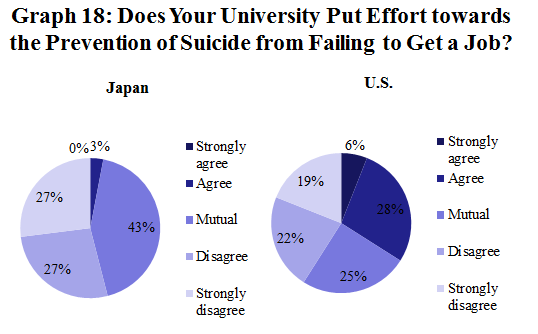 Graph 18: Does Your University Put Effort towards
the Prevention of Suicide from Failing to Get a Job?
Japan
0%
3%
43%
27%
27%
Strongly
agree
Agree
Mutual
Disagree
Strongly
disagree
U.S.
6%
28%
25%
22%
19%
Strongly
agree
Agree
Mutual
Disagree
Strongly
disagree